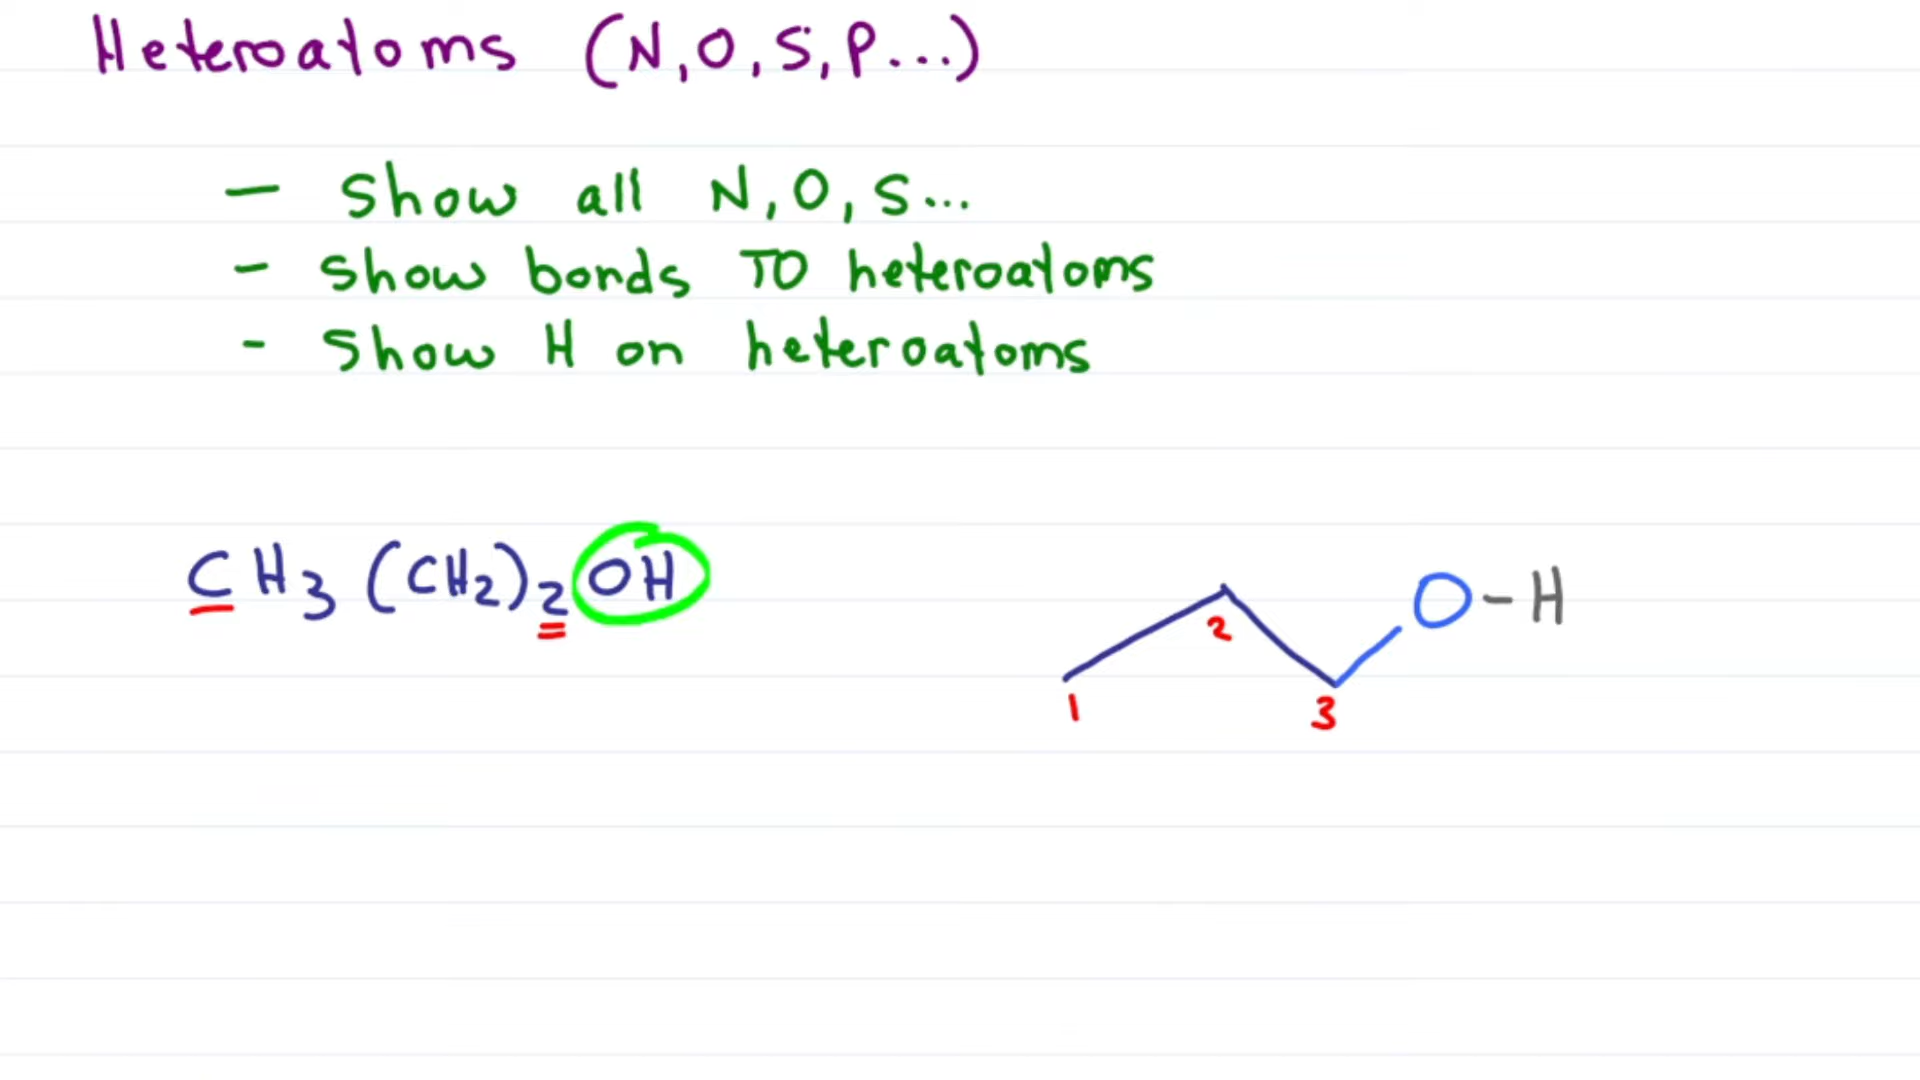 Heteroatoms (N,O,S,P...)
- Show all N,O,S...
- Show bonds TO heteroatoms
- Show H on heteroatoms
CH3(CH2)2OH
O-H
2
1
3